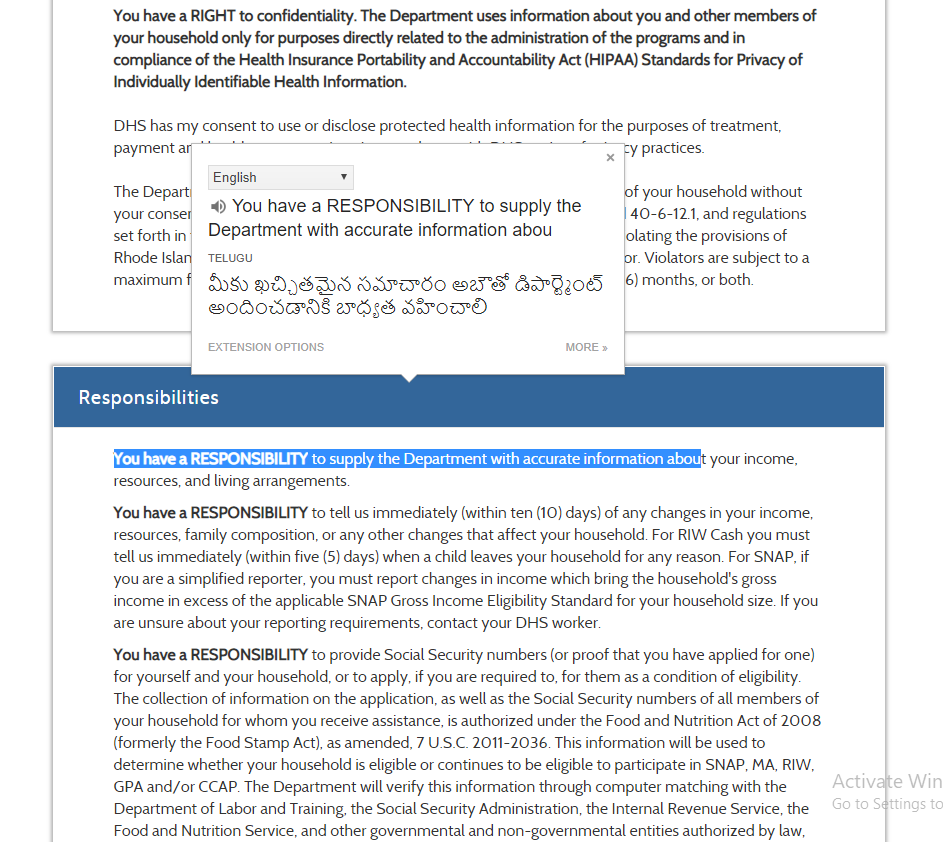 You have a RIGHT to confidentiality. The Department uses information about you and other members of
your household only for purposes directly related to the administration of the programs and in
compliance of the Health Insurance Portability and Accountability Act (HIPAA) Standards for Privacy of
Individually Identifiable Health Information.
DHS has my consent to use or disclose protected health information for the purposes of treatment,
payment an cy practices.
The Departm of your household without
your consen 40-6-12.1, and regulations
set forth in olating the provisions of
Rhode Islan or. Violators are subject to a
maximum f 6) months, or both.
×
English ▼
You have a RESPONSIBILITY to supply the
Department with accurate information abou
TELUGU
మీకు ఖచ్చితమైన సమాచారం అబౌతో డిపార్ట్మెంట్
అందించడానికి బాధ్యత వహించాలి
EXTENSION OPTIONS MORE »
Responsibilities
You have a RESPONSIBILITY to supply the Department with accurate information about your income,
resources, and living arrangements.
You have a RESPONSIBILITY to tell us immediately (within ten (10) days) of any changes in your income,
resources, family composition, or any other changes that affect your household. For RIW Cash you must
tell us immediately (within five (5) days) when a child leaves your household for any reason. For SNAP, if
you are a simplified reporter, you must report changes in income which bring the household's gross
income in excess of the applicable SNAP Gross Income Eligibility Standard for your household size. If you
are unsure about your reporting requirements, contact your DHS worker.
You have a RESPONSIBILITY to provide Social Security numbers (or proof that you have applied for one)
for yourself and your household, or to apply, if you are required to, for them as a condition of eligibility.
The collection of information on the application, as well as the Social Security numbers of all members of
your household for whom you receive assistance, is authorized under the Food and Nutrition Act of 2008
(formerly the Food Stamp Act), as amended, 7 U.S.C. 2011-2036. This information will be used to
determine whether your household is eligible or continues to be eligible to participate in SNAP, MA, RIW,
GPA and/or CCAP. The Department will verify this information through computer matching with the
Department of Labor and Training, the Social Security Administration, the Internal Revenue Service, the
Food and Nutrition Service, and other governmental and non-governmental entities authorized by law,
Activate Win
Go to Settings to